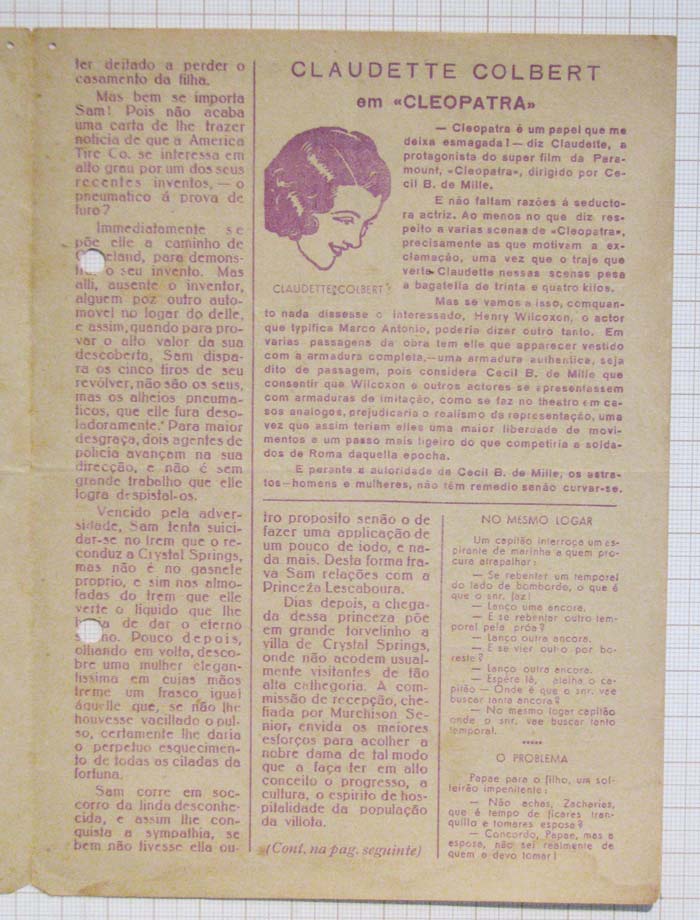 ter deitado a perder o
casamento da filha.
Mas bem se importa
Sam! Pois não acaba
uma carta de lhe trazer
noticia de que a America
Tire Co. se interessa em
alto grau por um dos seus
recentes inventos, — o
pneumatico á prova de
furo?
Immediatamente se
põe elle a caminho de
o seu invento. Mas
alli, ausente o inventor,
alguem poz outro auto-
movel no logar do delle,
e assim, quando para pro-
var o alto valor da sua
descoberta, Sam dispa-
ra os cinco tiros de seu
revólver, não são os seus,
mas os alheios pneuma-
ticos, que elle fura deso-
ladoramente. Para maior
desgraça, dois agentes de
policia avançam na sua
direcção, e não é sem
grande trabalho que elle
logra despistal-os.
Vencido pela adver-
sidade, Sam tenta suici-
dar-se no trem que o re-
conduz a Crystal Springs,
mas não é no gasnete
proprio, e sim nas almo-
fadas do trem que elle
verte o liquido que lhe
de dar o eterno
Pouco depois,
olhando em volta, desco-
bre uma mulher elegan-
tissima em cujas mãos
treme um frasco igual
áquelle que, se não lhe
houvesse vacillado o pul-
so, certamente lhe daria
o perpetuo esquecimen-
to de todas os ciladas da
fortuna.
Sam corre em soc-
corro da linda desconhe-
cida, e assim lhe con-
quista a sympathia, se
bem não tivesse ella ou-
CLAUDETTE COLBERT
em «CLEOPATRA»
— Cleopatra é um papel que me
deixa esmagada! — diz Claudette, a
protagonista do super film da Para-
mount, «Cleopatra», dirigido por Ce-
cil B. de Mille.
E não faltam razões á seducto-
ra actriz. Ao menos no que diz res-
peito a varias scenas de «Cleopatra»,
precisamente as que motivam a ex-
clamação, uma vez que o traje que
verte Claudette nessas scenas pesa
a bagatella de trinta e quatro kilos.
CLAUDETTE COLBERT
Mas se vamos a isso, comquan-
to nada dissesse o interessado, Henry Wilcoxon, o actor
que typifica Marco Antonio, poderia dizer outro tanto. Em
varias passagens da obra tem elle que apparecer vestido
com a armadura completa,—uma armadura authentica, seja
dito de passagem, pois considera Cecil B. de Mille que
consentir que Wilcoxon e outros actores se apresentassem
com armaduras de imitação, como se faz no theatro em ca-
sos analogos, prejudicaria o realismo da representação, uma
vez que assim teriam elles uma maior liberdade de movi-
mentos e um passo mais ligeiro do que competiria a solda-
dos de Roma daquella epocha.
E perante a autoridade de Cecil B. de Mille, os astra-
tos—homens e mulheres, não têm remedio senão curvar-se.
tro proposito senão o de
fazer uma applicação de
um pouco de iodo, e na-
da mais. Desta forma tra-
va Sam relações com a
Princeza Lescaboura.
Dias depois, a chega-
da dessa princeza põe
em grande torvelinho a
villa de Crystal Springs,
onde não acodem usual-
mente visitantes de tão
alta cathegoria. A com-
missão de recepção, che-
fiada por Murchison Se-
nior, envida os maiores
esforços para acolher a
nobre dama de tal modo
que a faça ter em alto
conceito o progresso, a
cultura, o espirito de hos-
pitalidade da população
da villota.
(Cont. na pag. seguinte)
NO MESMO LOGAR
Um capitão interroga um as-
pirante de marinha a quem pro-
cura atrapalhar:
— Se rebentar um temporal
do lado de bombordo, o que é
que o snr. faz!
— Lanço uma ancora.
— E se rebentar outro tem-
poral pela prôa?
— Lanço outra ancora.
— E se vier outro por bo-
reste?
— Lanço outra ancora.
— Espére lá, atalha o ca-
pitão — Onde é que o snr. vae
buscar tanta ancora?
— No mesmo logar capitão
onde o snr. vae buscar tanto
temporal.
*****
O PROBLEMA
Papae para o filho, um sol-
teirão impenitente:
— Não achas, Zacharias,
que é tempo de ficares tran-
quillo e tomares esposa?
— Concordo, Papae, mas a
esposa, não sei realmente de
quem a devo tomar!